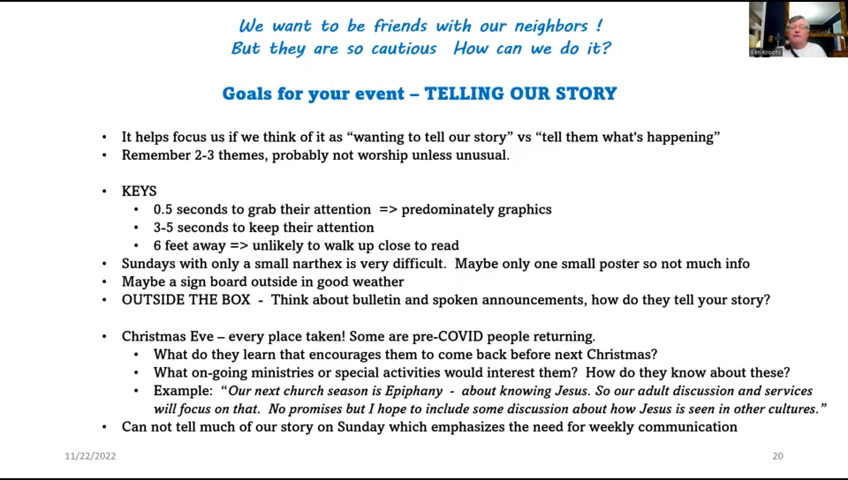 We want to be friends with our neighbors !
But they are so cautious How can we do it?
Goals for your event – TELLING OUR STORY
• It helps focus us if we think of it as “wanting to tell our story” vs “tell them what's happening”
• Remember 2-3 themes, probably not worship unless unusual.
• KEYS
• 0.5 seconds to grab their attention => predominately graphics
• 3-5 seconds to keep their attention
• 6 feet away => unlikely to walk up close to read
• Sundays with only a small narthex is very difficult. Maybe only one small poster so not much info
• Maybe a sign board outside in good weather
• OUTSIDE THE BOX - Think about bulletin and spoken announcements, how do they tell your story?
• Christmas Eve – every place taken! Some are pre-COVID people returning.
• What do they learn that encourages them to come back before next Christmas?
• What on-going ministries or special activities would interest them? How do they know about these?
• Example: “Our next church season is Epiphany - about knowing Jesus. So our adult discussion and services
will focus on that. No promises but I hope to include some discussion about how Jesus is seen in other cultures.”
• Can not tell much of our story on Sunday which emphasizes the need for weekly communication
11/22/2022
20
Ken